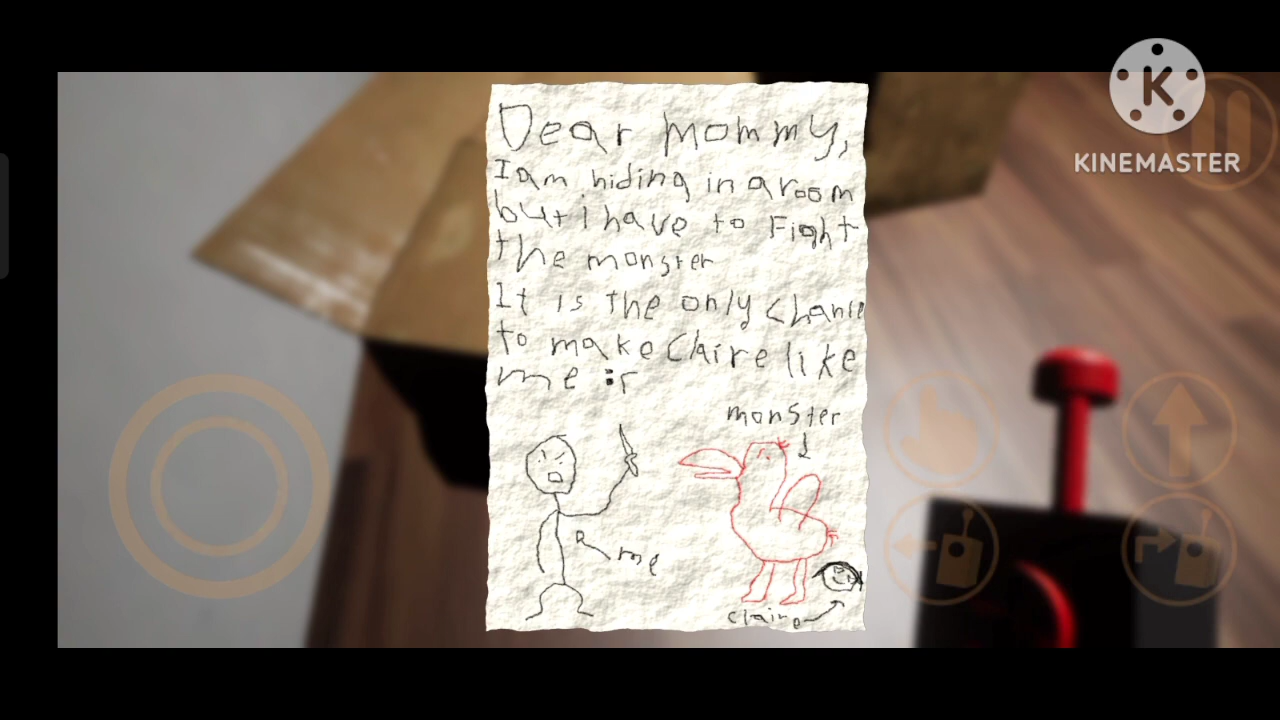 Dear mommy,
I am hiding in a room
but i have to Fight
the monster
It is the only chance
to make Claire like
me :r
monster
me
claire
KINEMASTER